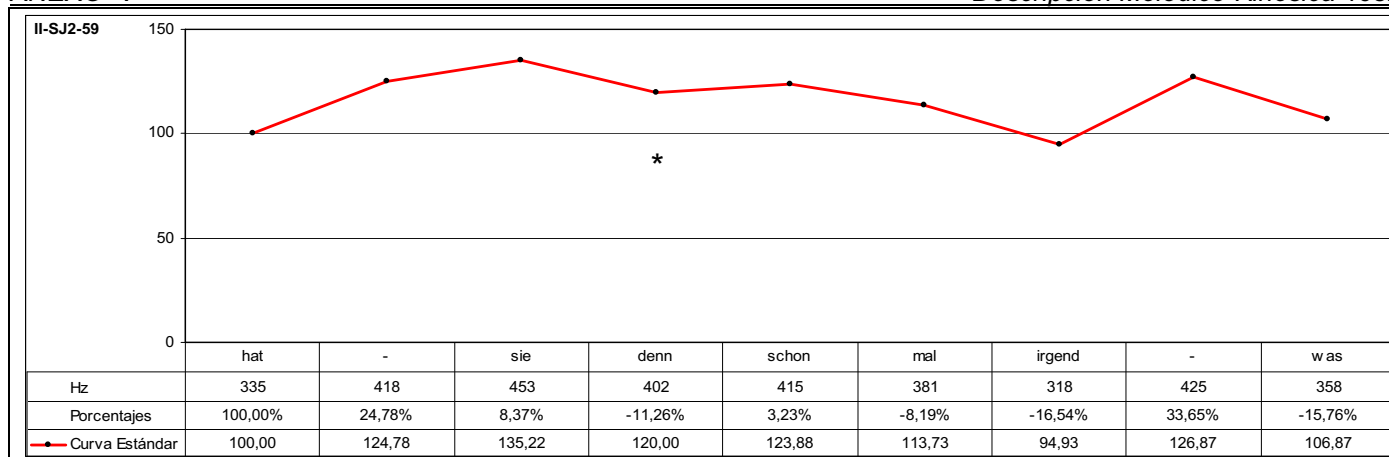 II-SJ2-59
150
100
*
50
0
hat - sie denn schon mal irgend - was
Hz 335 418 453 402 415 381 318 425 358
Porcentajes 100,00% 24,78% 8,37% -11,26% 3,23% -8,19% -16,54% 33,65% -15,76%
Curva Estándar 100,00 124,78 135,22 120,00 123,88 113,73 94,93 126,87 106,87